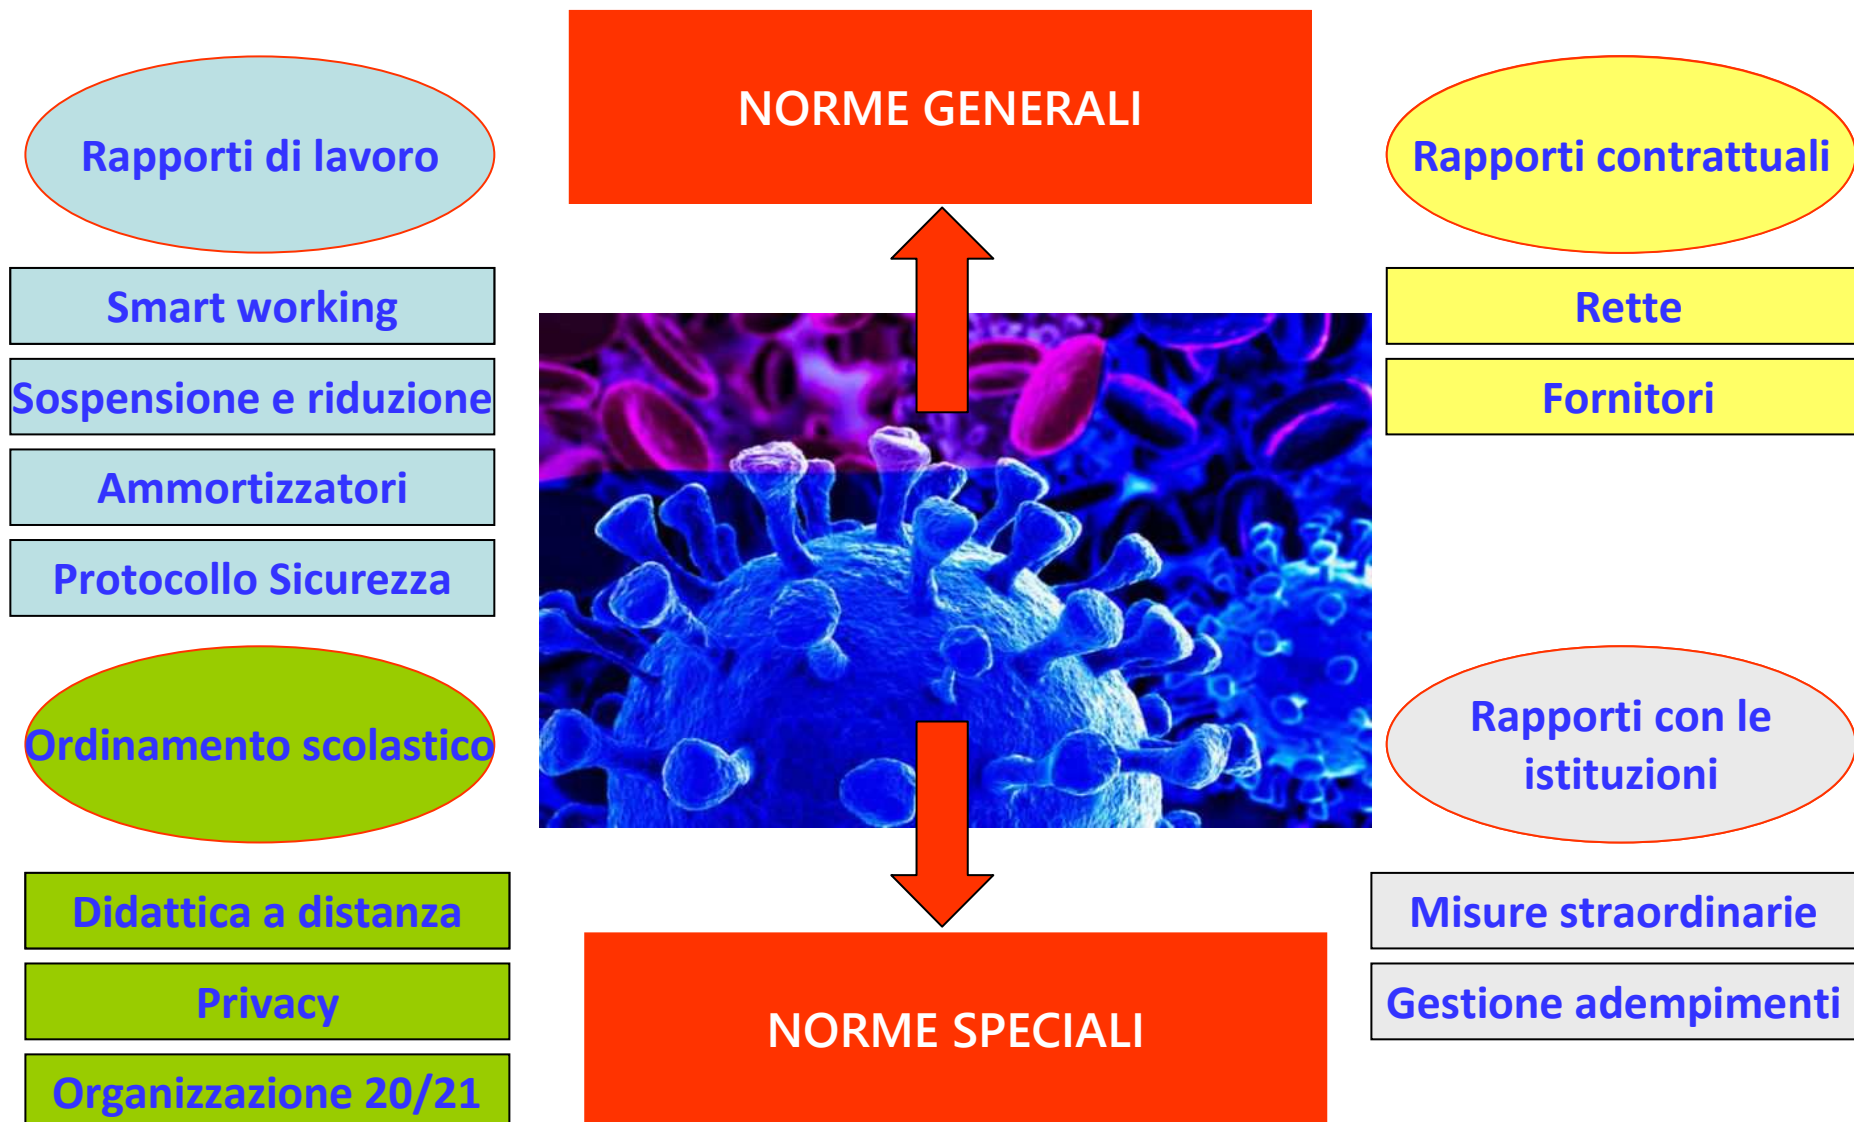 NORME GENERALI
Rapporti di lavoro
Smart working
Sospensione e riduzione
Ammortizzatori
Protocollo Sicurezza
Rapporti contrattuali
Rette
Fornitori
Ordinamento scolastico
Didattica a distanza
Privacy
Organizzazione 20/21
Rapporti con le
istituzioni
Misure straordinarie
Gestione adempimenti
NORME SPECIALI